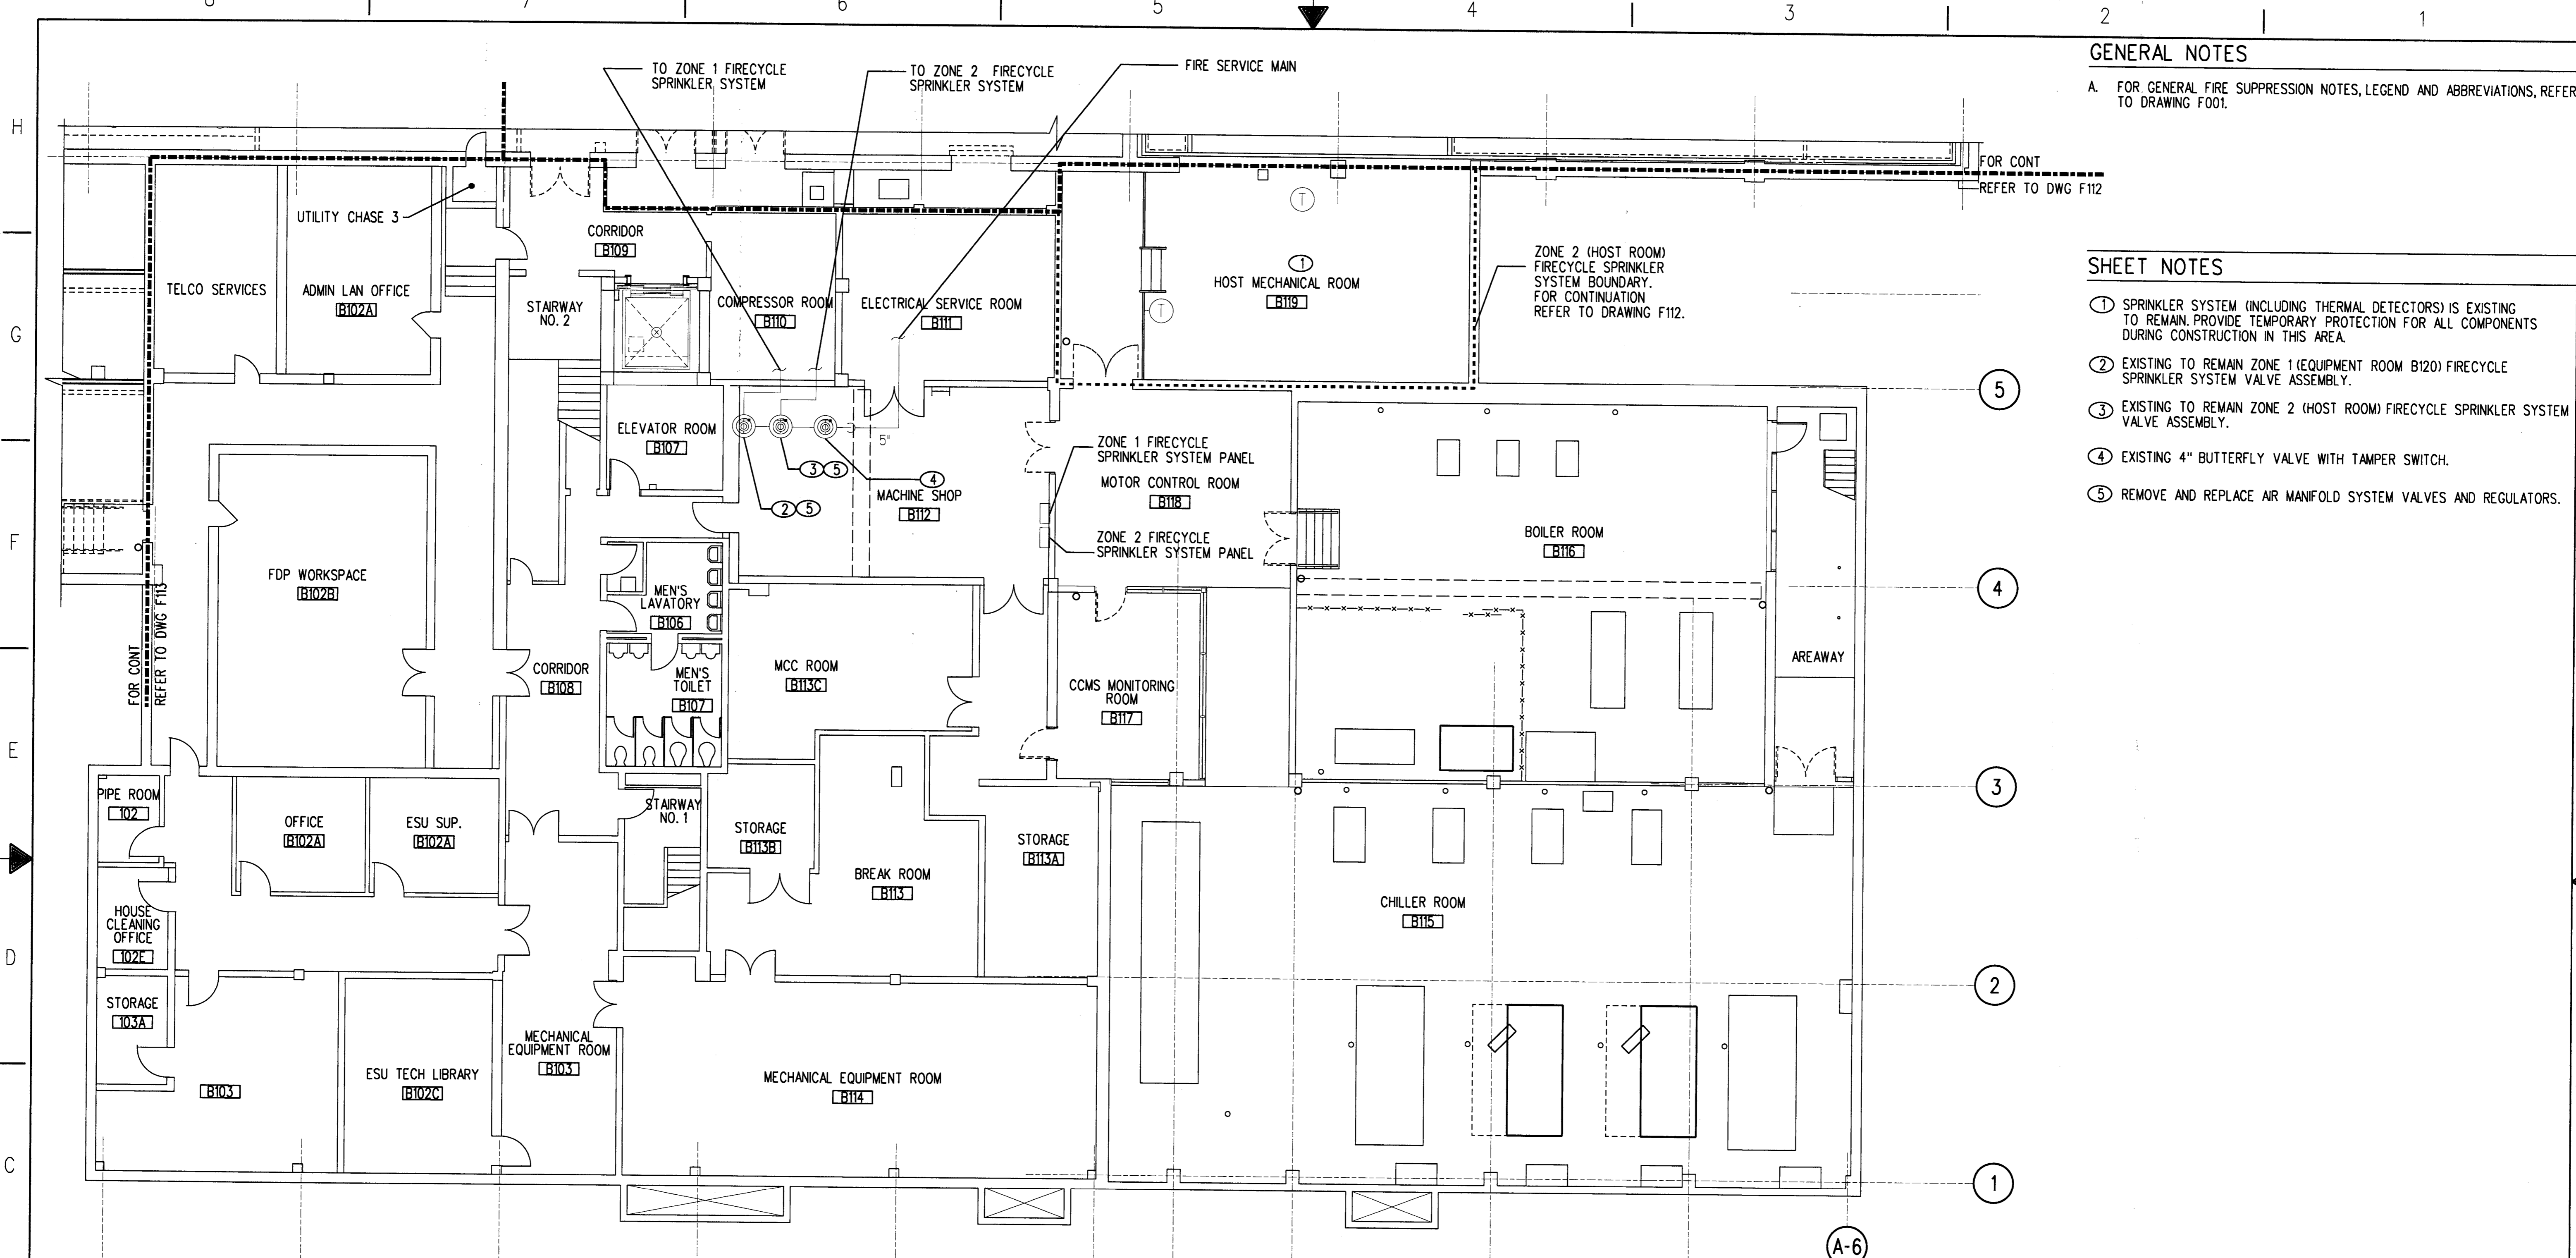 8 7 6 5 4 3 2 1
GENERAL NOTES
A. FOR GENERAL FIRE SUPPRESSION NOTES, LEGEND AND ABBREVIATIONS, REFER
TO DRAWING F001.
SHEET NOTES
1 SPRINKLER SYSTEM (INCLUDING THERMAL DETECTORS) IS EXISTING
TO REMAIN. PROVIDE TEMPORARY PROTECTION FOR ALL COMPONENTS
DURING CONSTRUCTION IN THIS AREA.
2 EXISTING TO REMAIN ZONE 1 (EQUIPMENT ROOM B120) FIRECYCLE
SPRINKLER SYSTEM VALVE ASSEMBLY.
3 EXISTING TO REMAIN ZONE 2 (HOST ROOM) FIRECYCLE SPRINKLER SYSTEM
VALVE ASSEMBLY.
4 EXISTING 4" BUTTERFLY VALVE WITH TAMPER SWITCH.
5 REMOVE AND REPLACE AIR MANIFOLD SYSTEM VALVES AND REGULATORS.
H
G
F
E
D
C
TO ZONE 1 FIRECYCLE
SPRINKLER SYSTEM
TO ZONE 2 FIRECYCLE
SPRINKLER SYSTEM
FIRE SERVICE MAIN
FOR CONT
REFER TO DWG F112
UTILITY CHASE 3
CORRIDOR
B109
TELCO SERVICES
ADMIN LAN OFFICE
B102A
STAIRWAY
NO. 2
COMPRESSOR ROOM
B110
ELECTRICAL SERVICE ROOM
B111
T
1
HOST MECHANICAL ROOM
B119
T
ZONE 2 (HOST ROOM)
FIRECYCLE SPRINKLER
SYSTEM BOUNDARY.
FOR CONTINUATION
REFER TO DRAWING F112.
5
ELEVATOR ROOM
B107
5"
3 5
4
2 5
MACHINE SHOP
B112
ZONE 1 FIRECYCLE
SPRINKLER SYSTEM PANEL
MOTOR CONTROL ROOM
B118
ZONE 2 FIRECYCLE
SPRINKLER SYSTEM PANEL
BOILER ROOM
B116
4
FDP WORKSPACE
B102B
FOR CONT
REFER TO DWG F113
MEN'S
LAVATORY
B106
CORRIDOR
B108
MEN'S
TOILET
B107
MCC ROOM
B113C
CCMS MONITORING
ROOM
B117
AREAWAY
3
PIPE ROOM
102
OFFICE
B102A
ESU SUP.
B102A
STAIRWAY
NO. 1
STORAGE
B113B
BREAK ROOM
B113
STORAGE
B113A
CHILLER ROOM
B115
HOUSE
CLEANING
OFFICE
102E
2
STORAGE
103A
B103
ESU TECH LIBRARY
B102C
MECHANICAL
EQUIPMENT ROOM
B103
MECHANICAL EQUIPMENT ROOM
B114
1
A-6